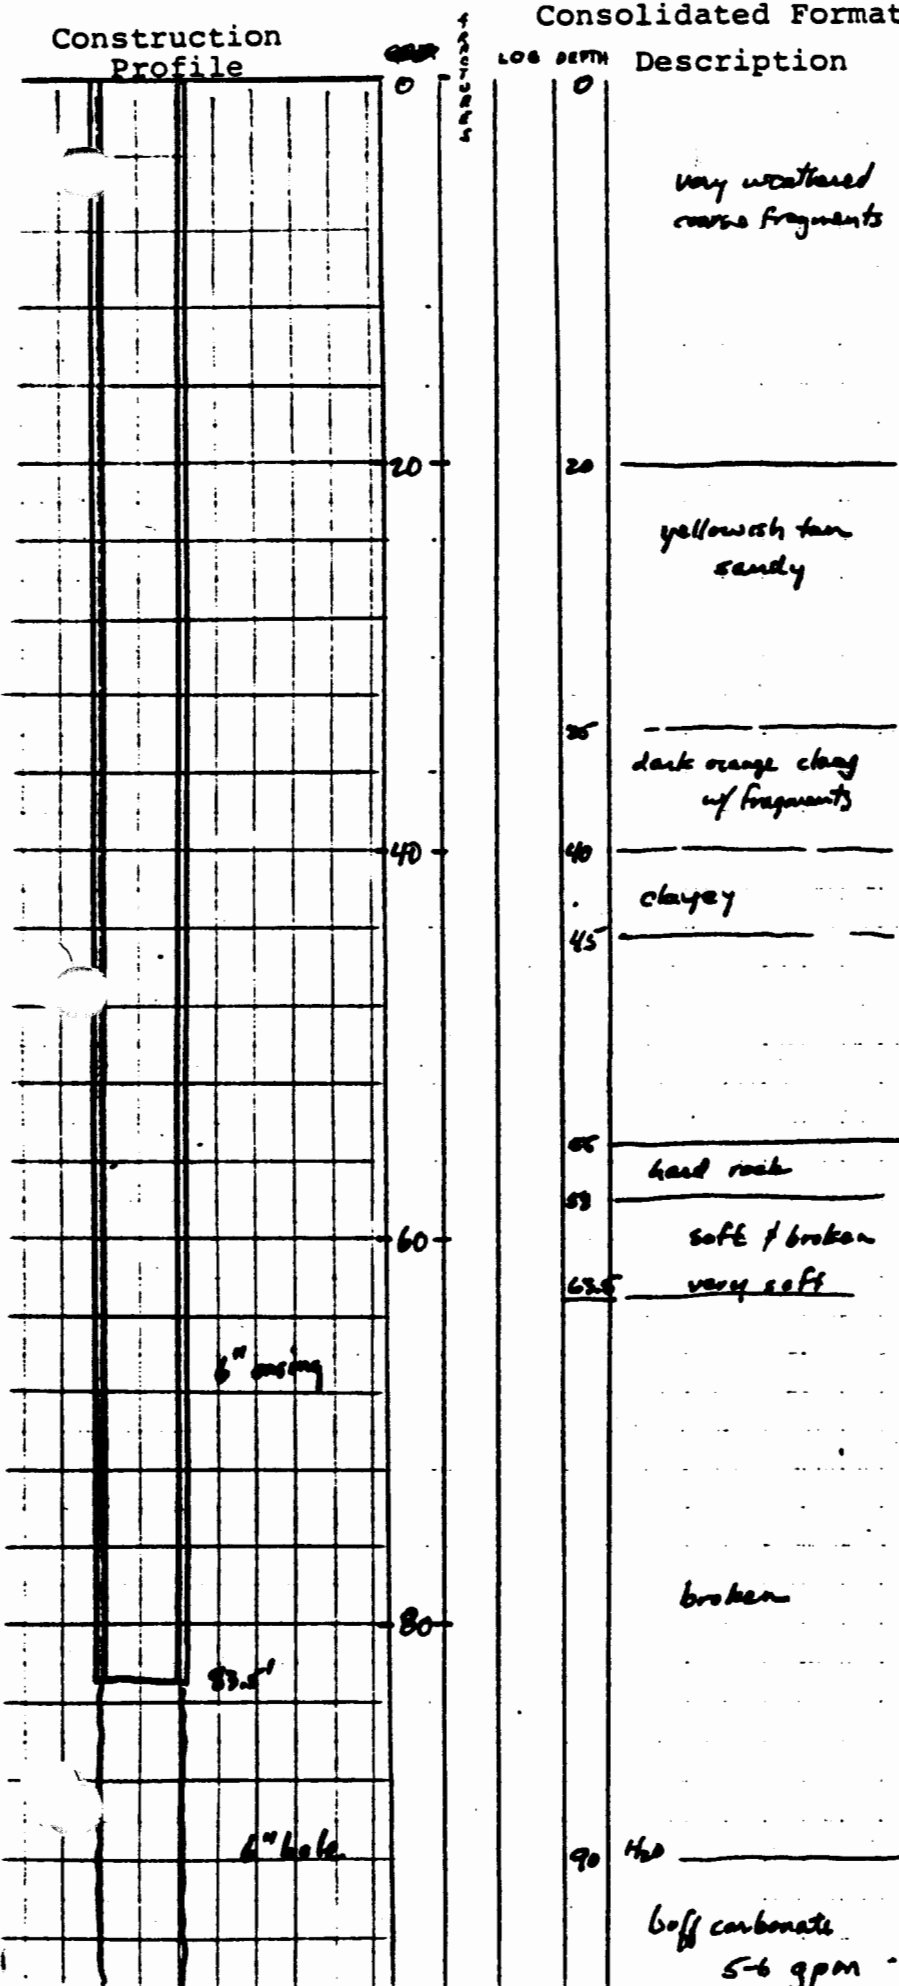 Construction
Profile
Consolidated Format
FRACTURES
LOG DEPTH Description
0 0
very weathered
coarse fragments
20 20
yellowish tan
sandy
35
dark orange clay
w/ fragments
40 40
clayey
45
55
hard rock
58
60 soft & broken
63.5 very soft
6" casing
broken
80
83.5'
6" hole
90 H2O
buff carbonate
5-6 gpm